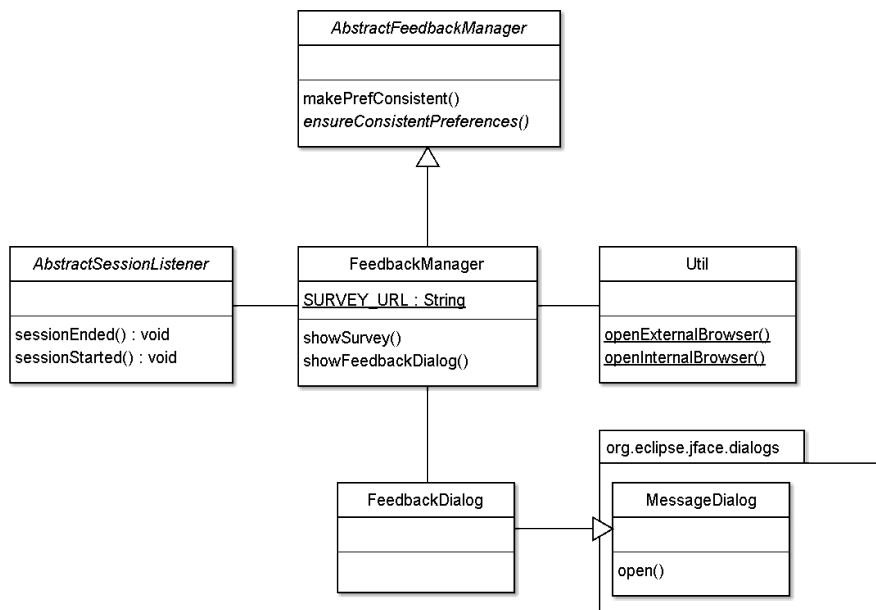 AbstractFeedbackManager
makePrefConsistent()
ensureConsistentPreferences()
AbstractSessionListener
sessionEnded() : void
sessionStarted() : void
FeedbackManager
SURVEY_URL : String
showSurvey()
showFeedbackDialog()
Util
openExternalBrowser()
openInternalBrowser()
org.eclipse.jface.dialogs
FeedbackDialog
MessageDialog
open()